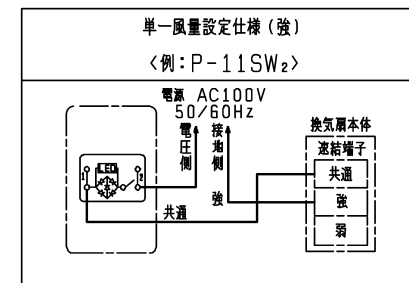 単一風量設定仕様（強）
〈例：P-11SW₂〉
電源 AC100V
50/60Hz
電圧側
接地側
換気扇本体
速結端子
LED
1
2
共通
強
弱
強
共通